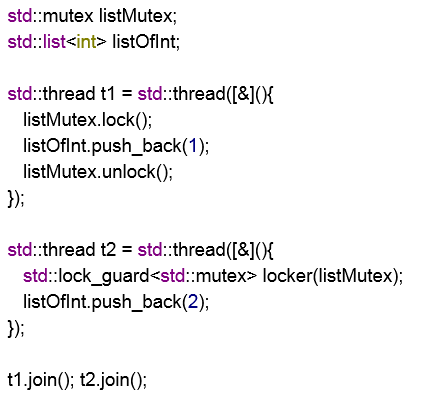 std::mutex listMutex;
std::list<int> listOfInt;
std::thread t1 = std::thread([&](){
listMutex.lock();
listOfInt.push_back(1);
listMutex.unlock();
});
std::thread t2 = std::thread([&](){
std::lock_guard<std::mutex> locker(listMutex);
listOfInt.push_back(2);
});
t1.join(); t2.join();